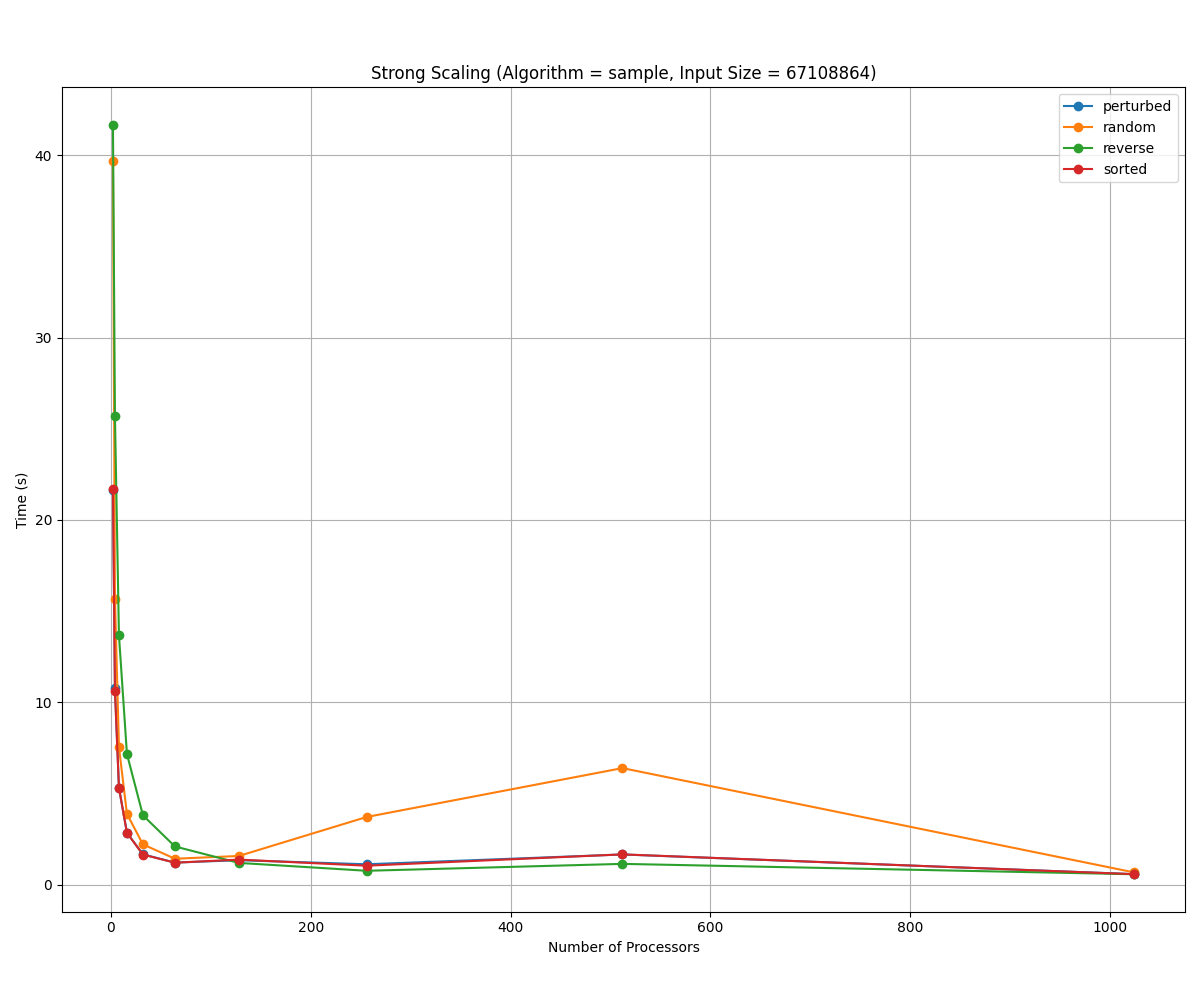 Strong Scaling (Algorithm = sample, Input Size = 67108864)
perturbed
random
reverse
sorted
40
30
20
10
0
Time (s)
0 200 400 600 800 1000
Number of Processors